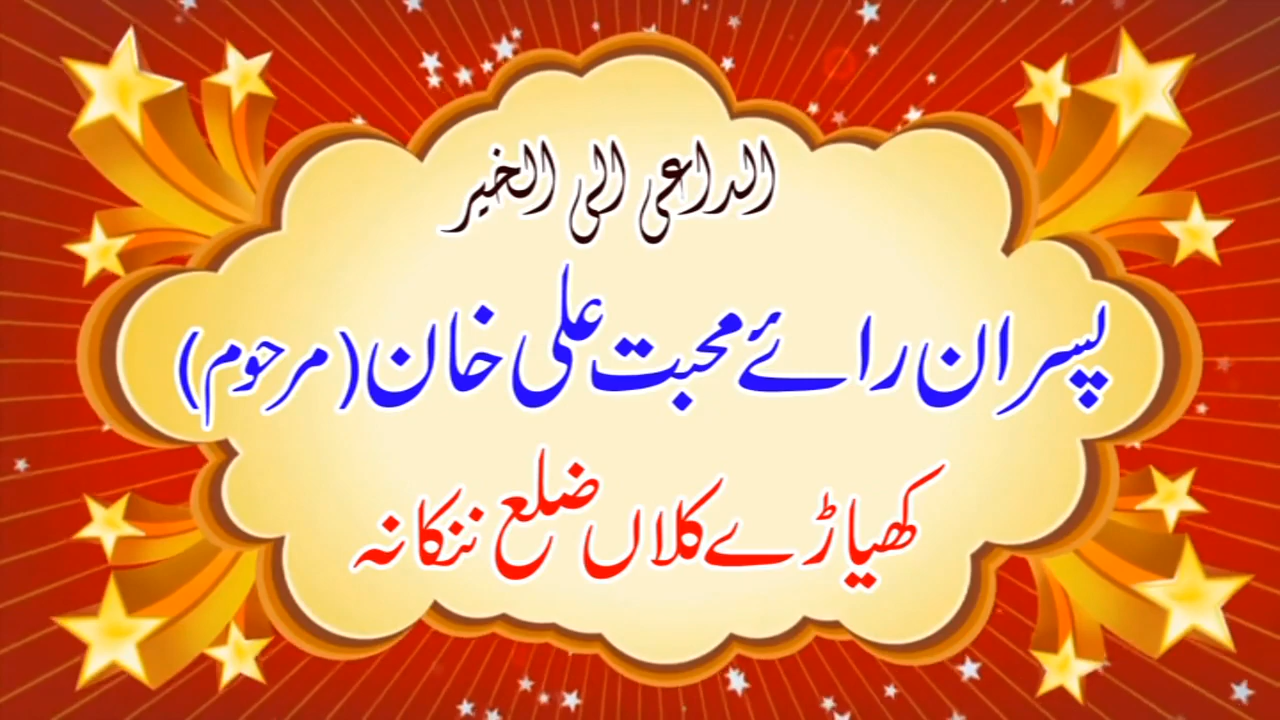 الداعی الی الخیر
پسران رائے محبت علی خان (مرحوم)
کھیاڑے کلاں ضلع ننکانہ